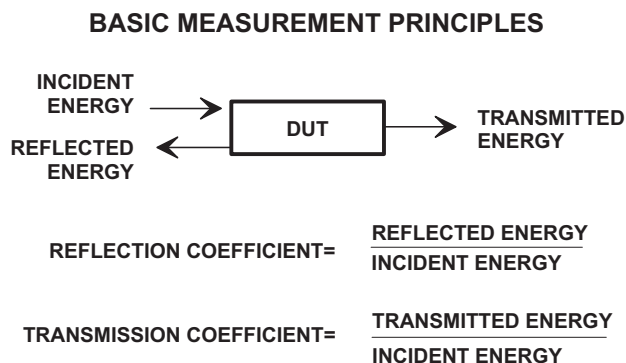 BASIC MEASUREMENT PRINCIPLES
INCIDENT
ENERGY
REFLECTED
ENERGY
DUT
TRANSMITTED
ENERGY
REFLECTION COEFFICIENT=
REFLECTED ENERGY
INCIDENT ENERGY
TRANSMISSION COEFFICIENT=
TRANSMITTED ENERGY
INCIDENT ENERGY